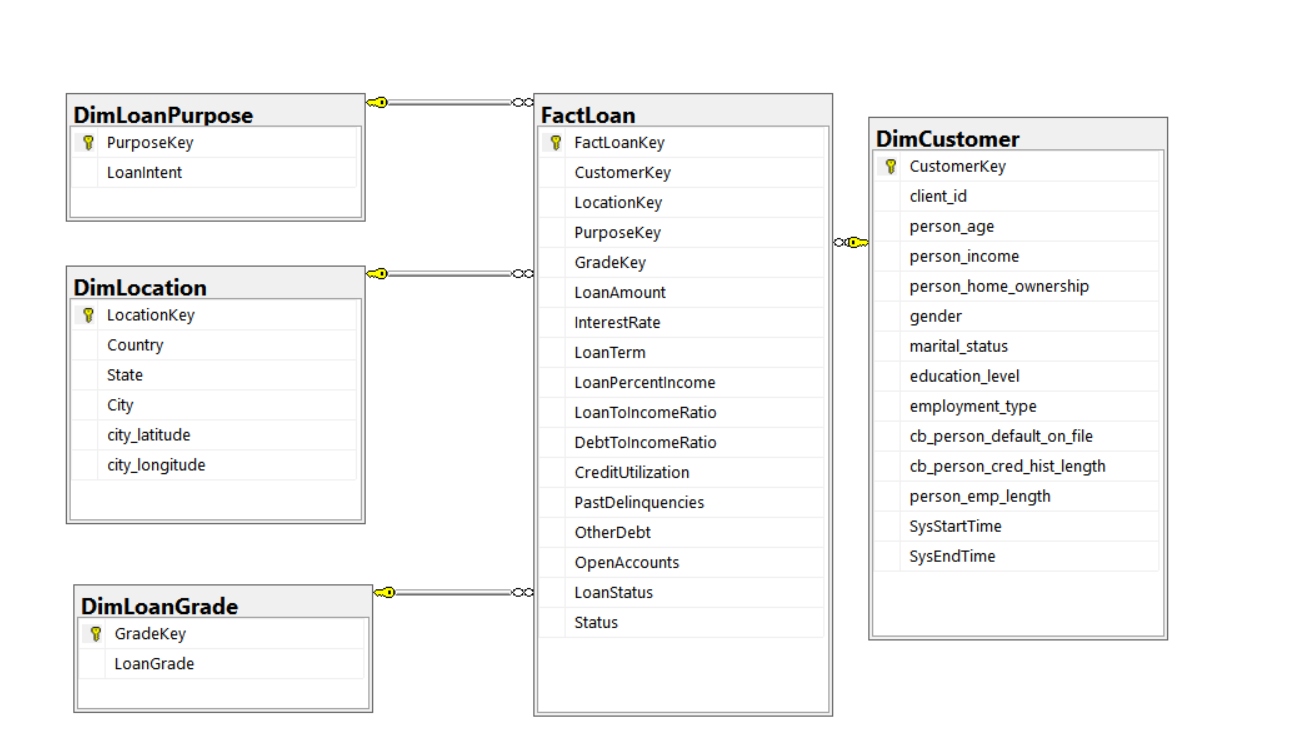 DimLoanPurpose
PurposeKey
LoanIntent
DimLocation
LocationKey
Country
State
City
city_latitude
city_longitude
DimLoanGrade
GradeKey
LoanGrade
FactLoan
FactLoanKey
CustomerKey
LocationKey
PurposeKey
GradeKey
LoanAmount
InterestRate
LoanTerm
LoanPercentIncome
LoanToIncomeRatio
DebtToIncomeRatio
CreditUtilization
PastDelinquencies
OtherDebt
OpenAccounts
LoanStatus
Status
DimCustomer
CustomerKey
client_id
person_age
person_income
person_home_ownership
gender
marital_status
education_level
employment_type
cb_person_default_on_file
cb_person_cred_hist_length
person_emp_length
SysStartTime
SysEndTime